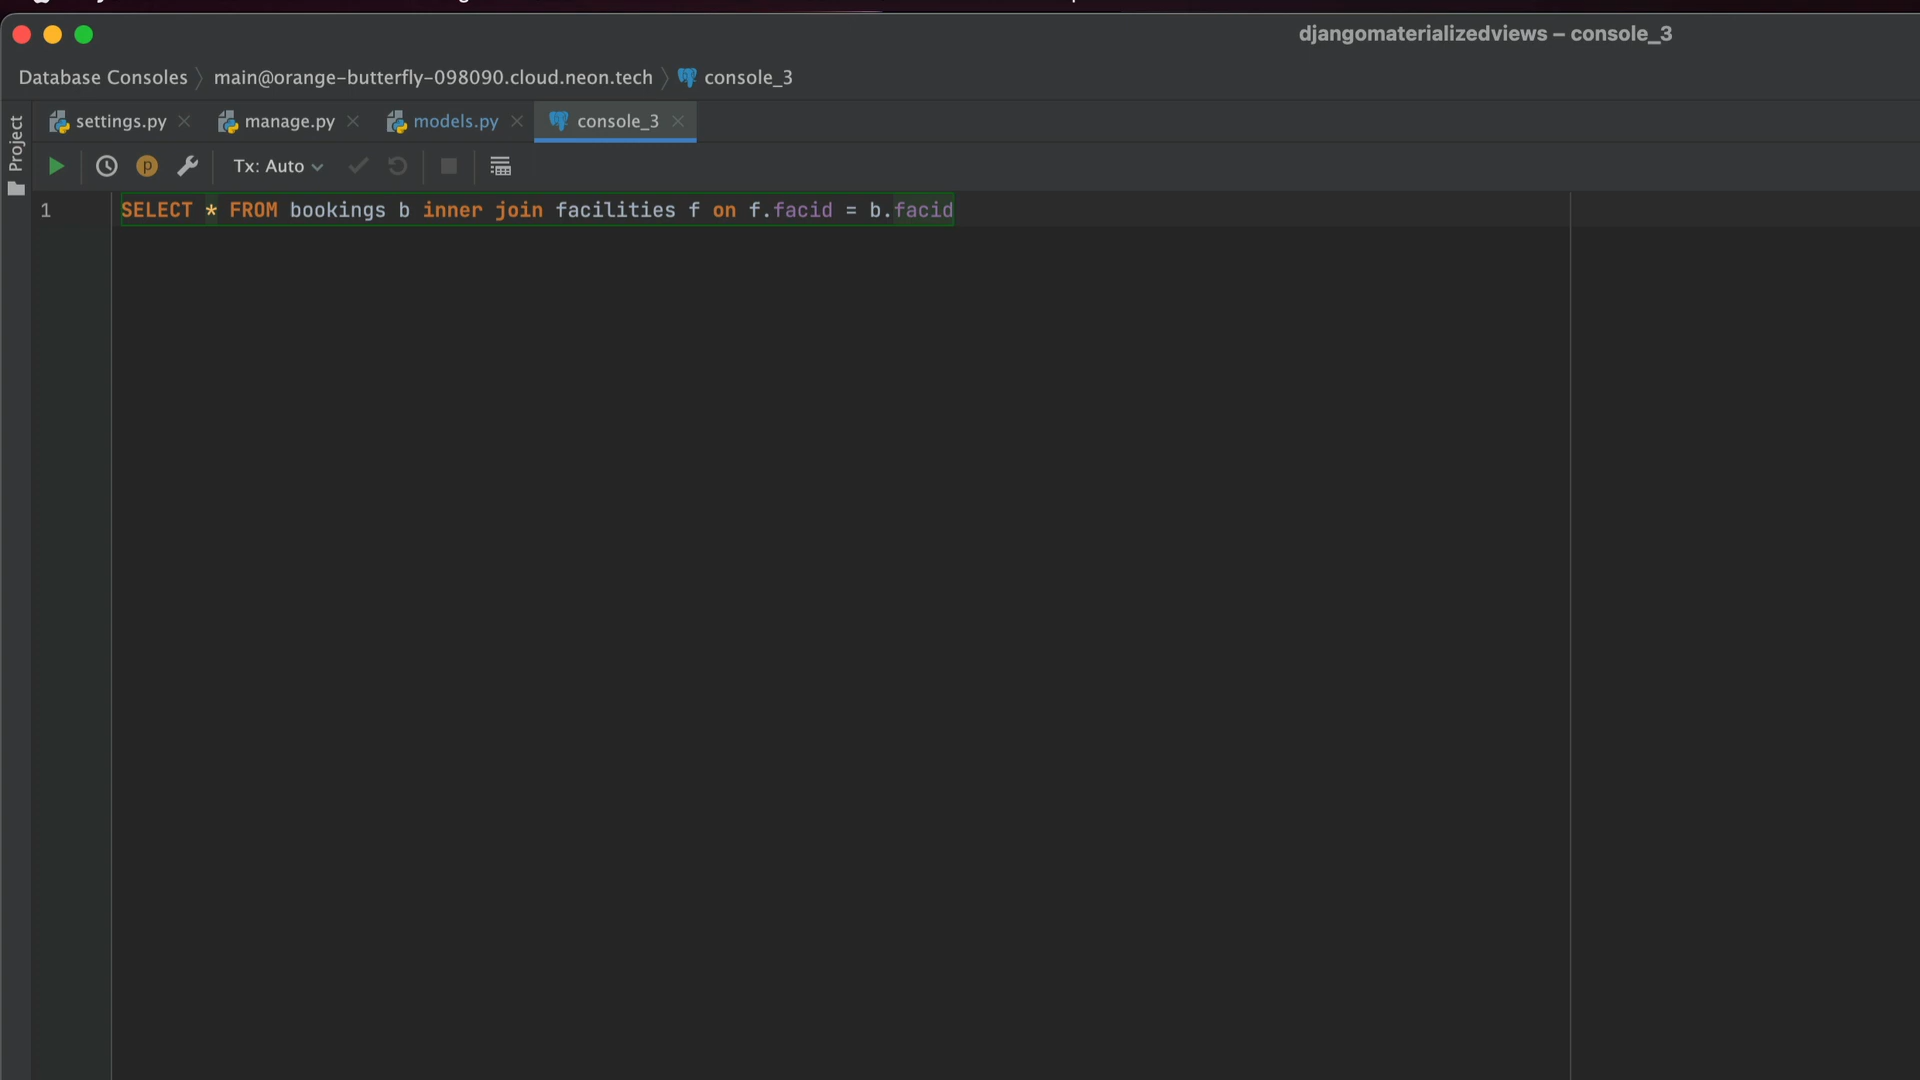 djangomaterializedviews – console_3
Database Consoles main@orange-butterfly-098090.cloud.neon.tech console_3
Project
settings.py manage.py models.py console_3
p Tx: Auto
1 SELECT * FROM bookings b inner join facilities f on f.facid = b.facid